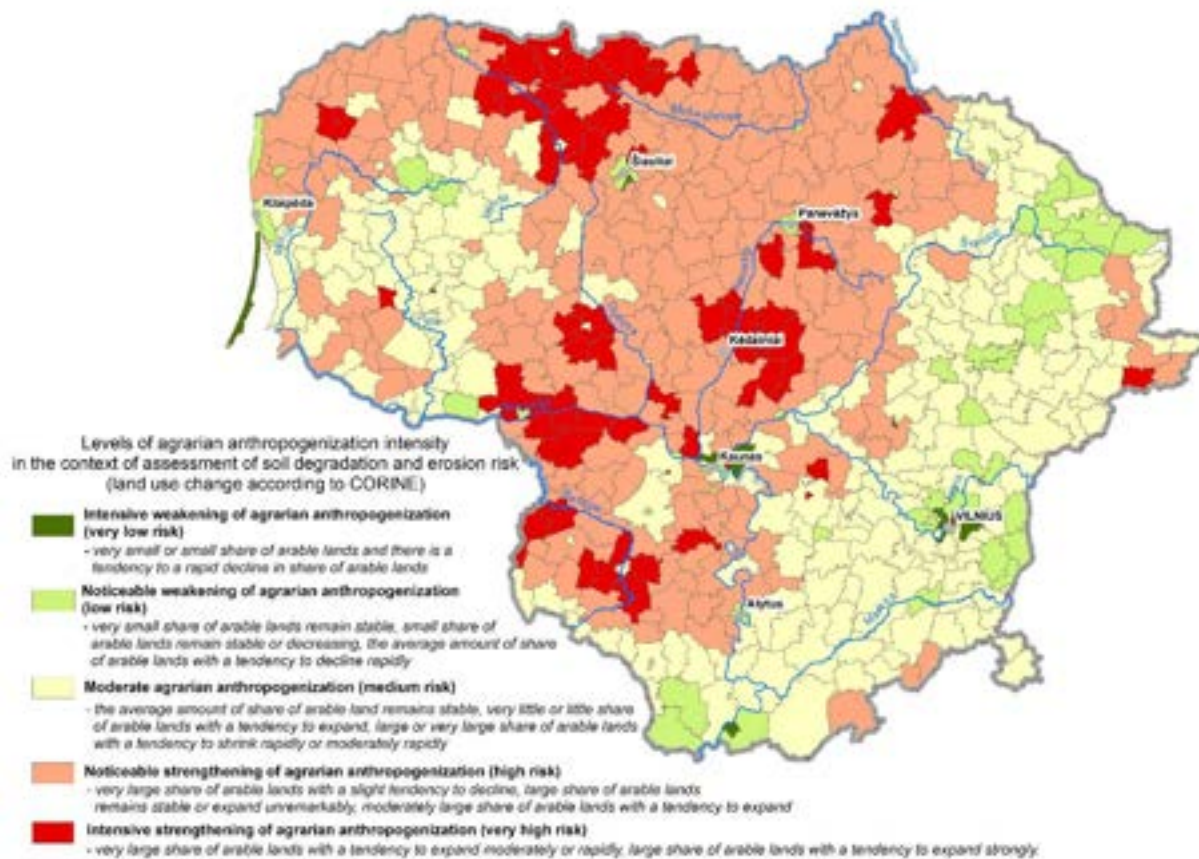 Šiauliai
Klaipėda
Panevėžys
Kėdainiai
Kaunas
VILNIUS
Alytus
Levels of agrarian anthropogenization intensity
in the context of assessment of soil degradation and erosion risk
(land use change according to CORINE)
Intensive weakening of agrarian anthropogenization
(very low risk)
- very small or small share of arable lands and there is a
tendency to a rapid decline in share of arable lands
Noticeable weakening of agrarian anthropogenization
(low risk)
- very small share of arable lands remain stable, small share of
arable lands remain stable or decreasing, the average amount of share
of arable lands with a tendency to decline rapidly
Moderate agrarian anthropogenization (medium risk)
- the average amount of share of arable land remains stable, very little or little share
of arable lands with a tendency to expand, large or very large share of arable lands
with a tendency to shrink rapidly or moderately rapidly
Noticeable strengthening of agrarian anthropogenization (high risk)
- very large share of arable lands with a slight tendency to decline, large share of arable lands
remains stable or expand unremarkably, moderately large share of arable lands with a tendency to expand
Intensive strengthening of agrarian anthropogenization (very high risk)
- very large share of arable lands with a tendency to expand moderately or rapidly, large share of arable lands with a tendency to expand strongly.